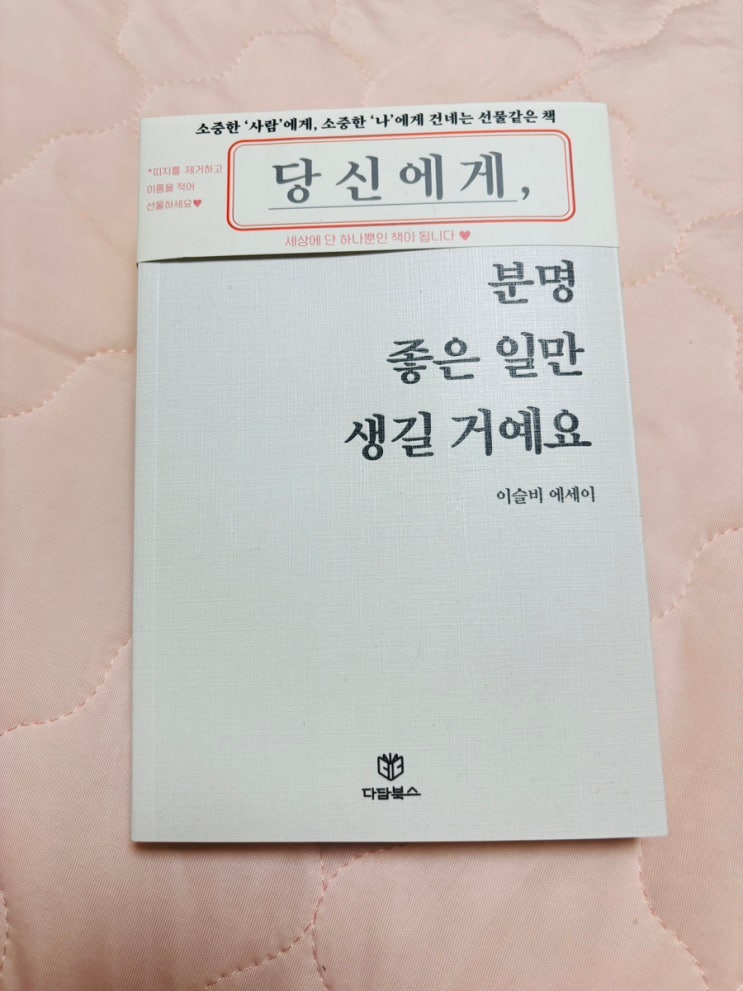 소중한 '사람'에게, 소중한 '나'에게 건네는 선물같은 책
*띠지를 제거하고
이름을 적어
선물하세요♥
당신에게,
세상에 단 하나뿐인 책이 됩니다 ♥
분명
좋은 일만
생길 거예요
이슬비 에세이
다담북스